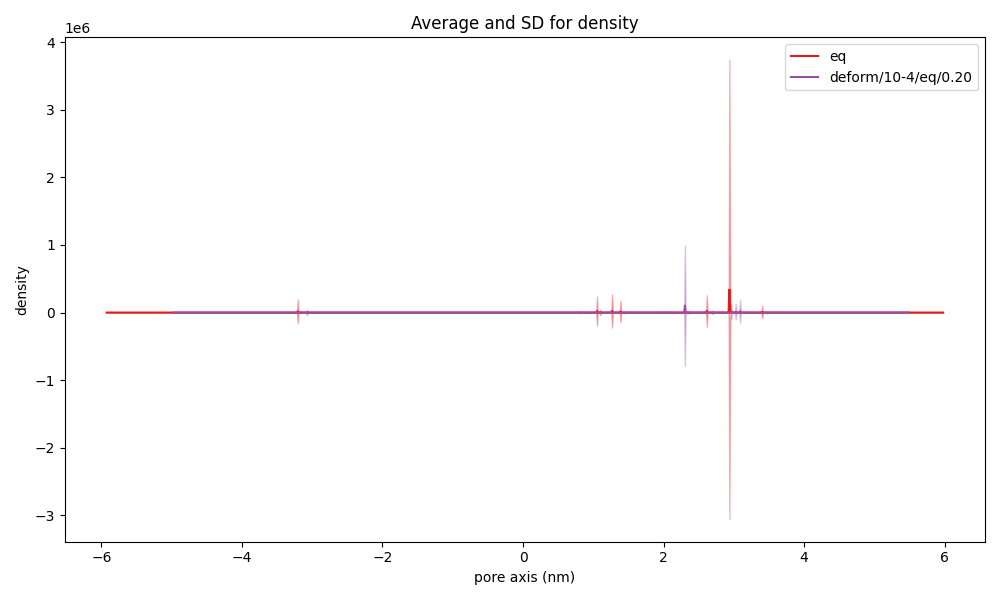 Average and SD for density
1e6
eq
deform/10-4/eq/0.20
4
3
2
1
0
−1
−2
−3
density
−6
−4
−2
0
2
4
6
pore axis (nm)